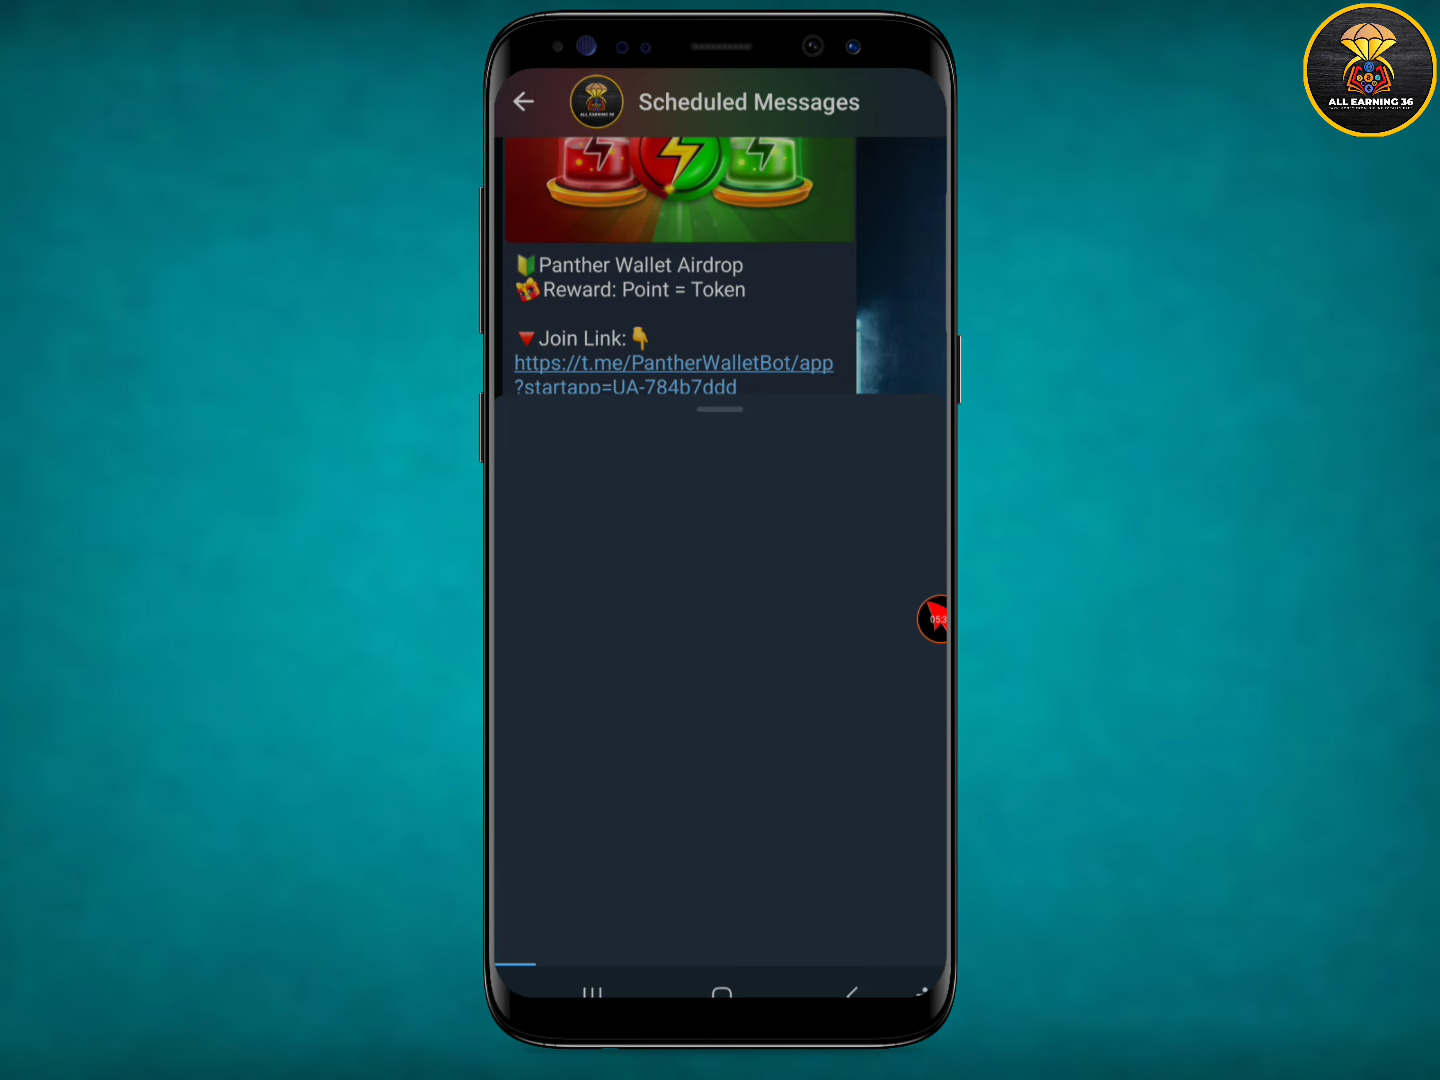 ALL EARNING 36
Scheduled Messages
Panther Wallet Airdrop
Reward: Point = Token
Join Link:
https://t.me/PantherWalletBot/app
?startapp=UA-784b7ddd